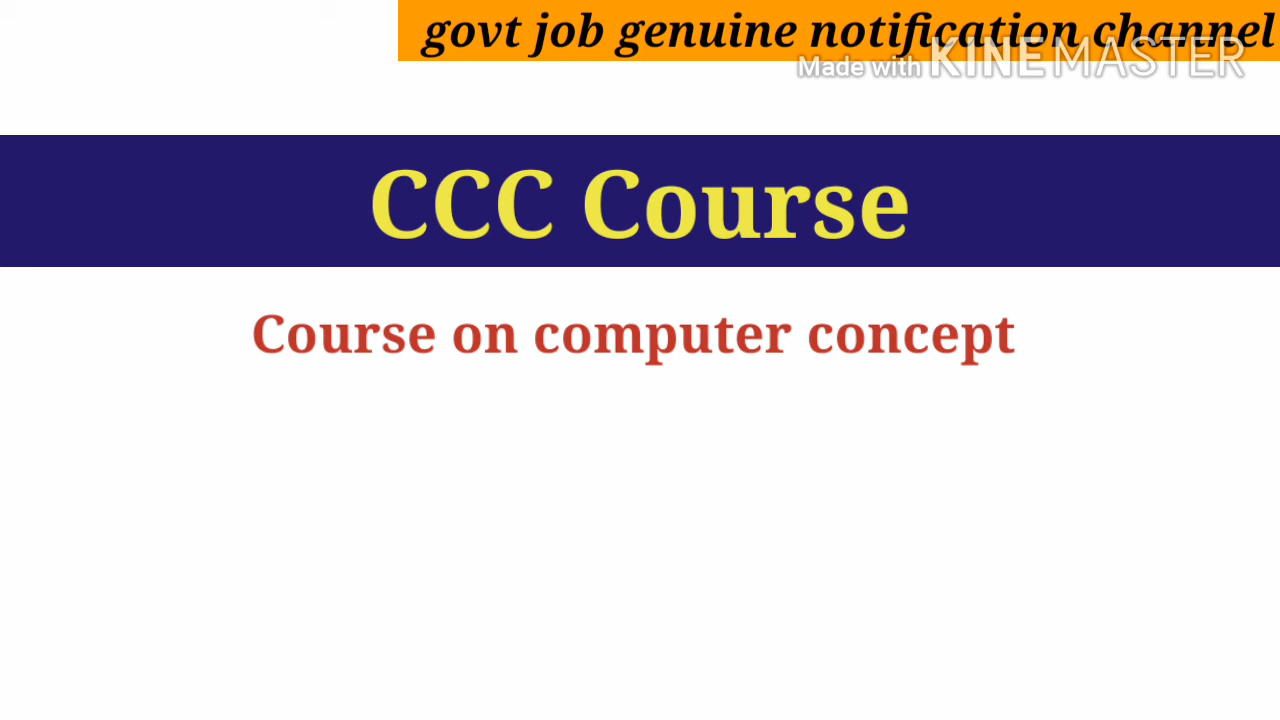 govt job genuine notification channel
Made with KINEMASTER
CCC Course
Course on computer concept